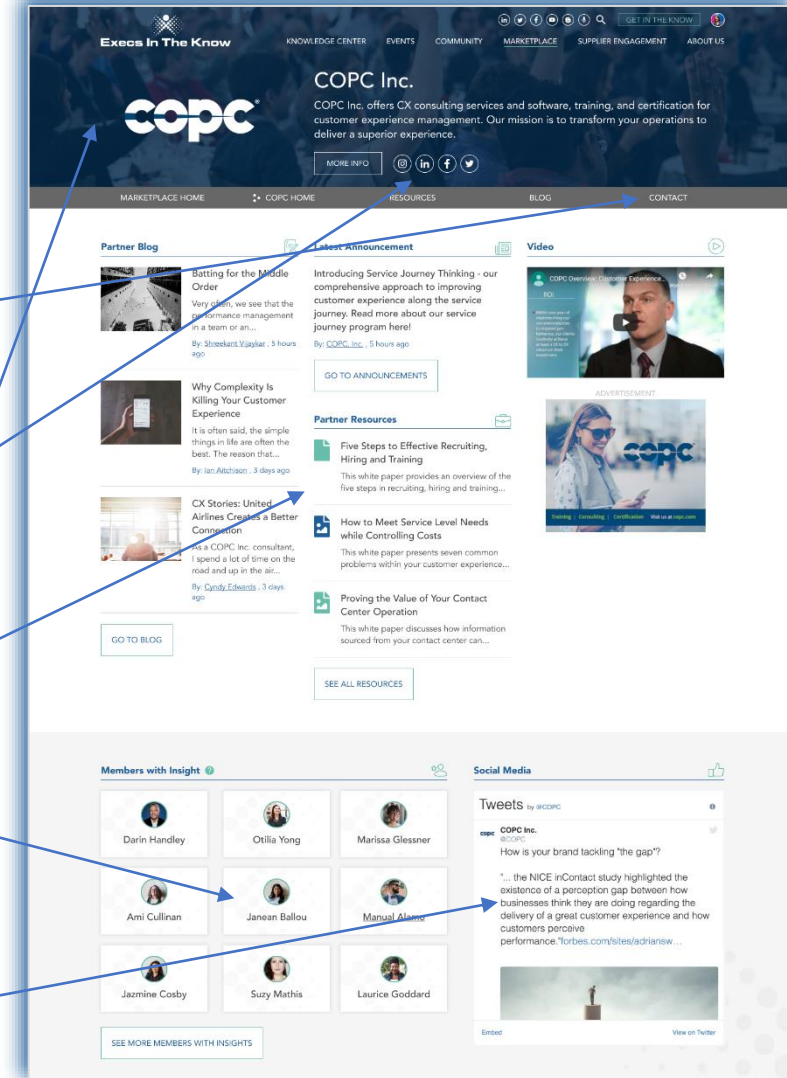 GET IN THE KNOW
Execs In The Know
KNOWLEDGE CENTER EVENTS COMMUNITY MARKETPLACE SUPPLIER ENGAGEMENT ABOUT US
copc
COPC Inc.
COPC Inc. offers CX consulting services and software, training, and certification for
customer experience management. Our mission is to transform your operations to
deliver a superior experience.
MORE INFO
MARKETPLACE HOME COPC HOME RESOURCES BLOG CONTACT
Partner Blog
Batting for the Middle
Order
Very often, we see that the
performance management
in a team or an...
By: Shreekant Vijaykar , 5 hours
ago
Why Complexity Is
Killing Your Customer
Experience
It is often said, the simple
things in life are often the
best. The reason that...
By: Ian Aitchison , 3 days ago
CX Stories: United
Airlines Creates a Better
Connection
As a COPC Inc. consultant,
I spend a lot of time on the
road and up in the air...
By: Cyndy Edwards , 3 days
ago
GO TO BLOG
Latest Announcement
Introducing Service Journey Thinking - our
comprehensive approach to improving
customer experience along the service
journey. Read more about our service
journey program here!
By: COPC, Inc. , 5 hours ago
GO TO ANNOUNCEMENTS
Partner Resources
Five Steps to Effective Recruiting,
Hiring and Training
This white paper provides an overview of the
five steps in recruiting, hiring and training...
How to Meet Service Level Needs
while Controlling Costs
This white paper presents seven common
problems within your customer experience...
Proving the Value of Your Contact
Center Operation
This white paper discusses how information
sourced from your contact center can...
SEE ALL RESOURCES
Video
COPC Overview: Customer Experience...
TO:
ADVERTISEMENT
copc
Training | Consulting | Certification Visit us at copc.com
Members with Insight
Darin Handley Otilia Yong Marissa Glessner
Ami Cullinan Janean Ballou Manual Alamo
Jazmine Cosby Suzy Mathis Laurice Goddard
SEE MORE MEMBERS WITH INSIGHTS
Social Media
Tweets by @COPC
copc COPC Inc.
@COPC
How is your brand tackling "the gap"?
"... the NICE inContact study highlighted the
existence of a perception gap between how
businesses think they are doing regarding the
delivery of a great customer experience and how
customers perceive
performance."forbes.com/sites/adriansw…
Embed View on Twitter